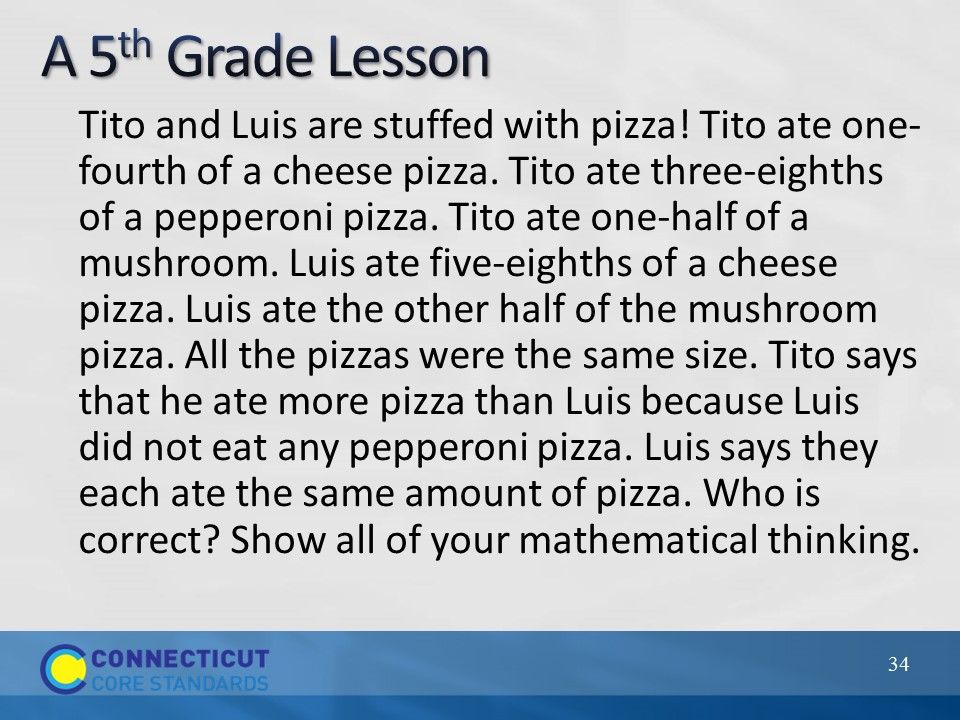 A 5th Grade Lesson
Tito and Luis are stuffed with pizza! Tito ate one-
fourth of a cheese pizza. Tito ate three-eighths
of a pepperoni pizza. Tito ate one-half of a
mushroom. Luis ate five-eighths of a cheese
pizza. Luis ate the other half of the mushroom
pizza. All the pizzas were the same size. Tito says
that he ate more pizza than Luis because Luis
did not eat any pepperoni pizza. Luis says they
each ate the same amount of pizza. Who is
correct? Show all of your mathematical thinking.
CONNECTICUT
CORE STANDARDS
34